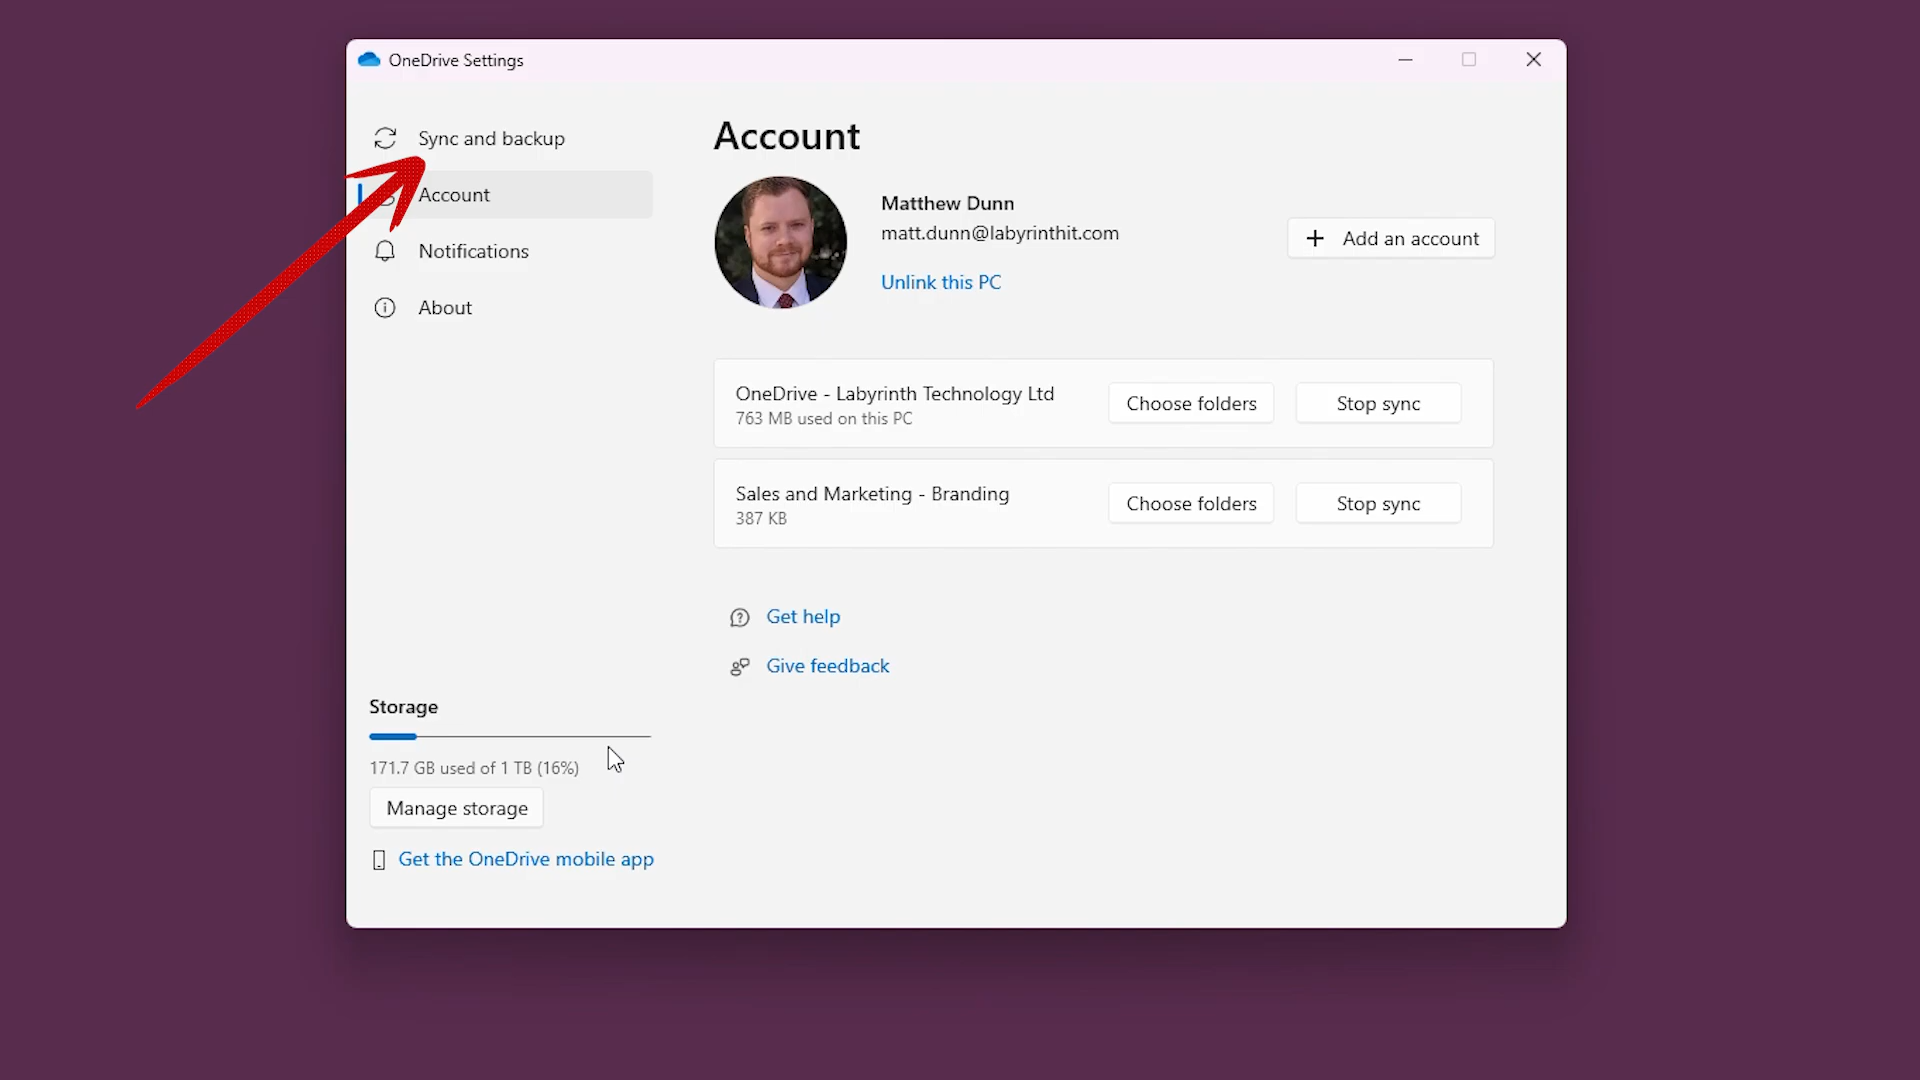 OneDrive Settings
Sync and backup
Account
Notifications
About
Storage
171.7 GB used of 1 TB (16%)
Manage storage
Get the OneDrive mobile app
Account
Matthew Dunn
matt.dunn@labyrinthit.com
Unlink this PC
+ Add an account
OneDrive - Labyrinth Technology Ltd
763 MB used on this PC
Choose folders
Stop sync
Sales and Marketing - Branding
387 KB
Choose folders
Stop sync
Get help
Give feedback